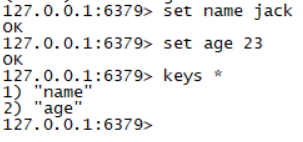 127.0.0.1:6379> set name jack
OK
127.0.0.1:6379> set age 23
OK
127.0.0.1:6379> keys *
1) "name"
2) "age"
127.0.0.1:6379>